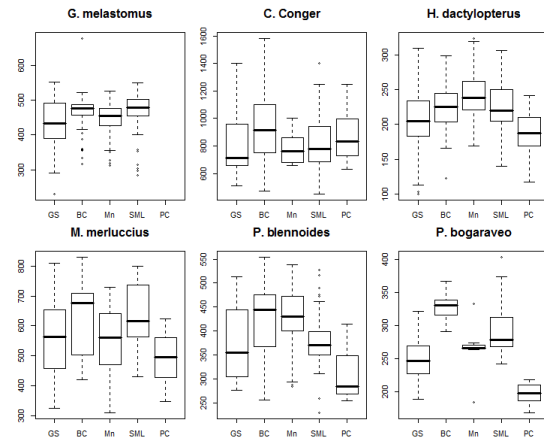 G. melastomus
C. Conger
H. dactylopterus
600
500
400
300
1600
1400
1200
1000
800
600
300
250
200
150
100
GS BC Mn SML PC
GS BC Mn SML PC
GS BC Mn SML PC
M. merluccius
P. blennoides
P. bogaraveo
800
700
600
500
400
300
550
500
450
400
350
300
250
400
350
300
250
200
GS BC Mn SML PC
GS BC Mn SML PC
GS BC Mn SML PC